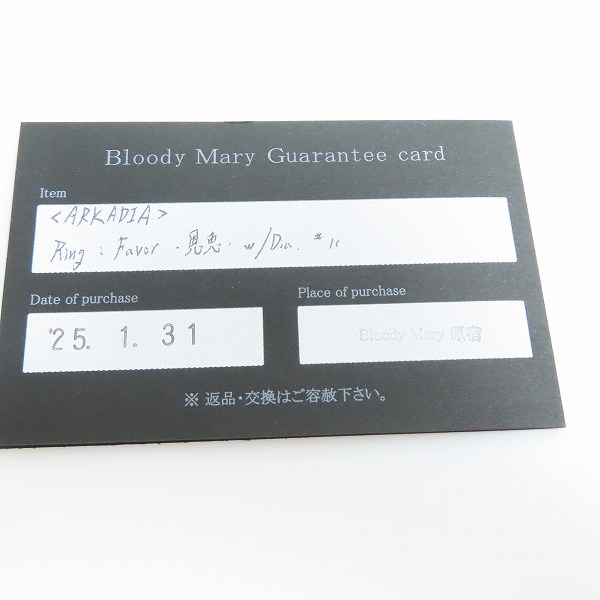 Bloody Mary Guarantee card
Item
<ARKADIA>
Ring : Favor -恩恵- w/Dia. #11
Date of purchase
'25. 1. 31
Place of purchase
Bloody Mary 原宿
※ 返品・交換はご容赦下さい。